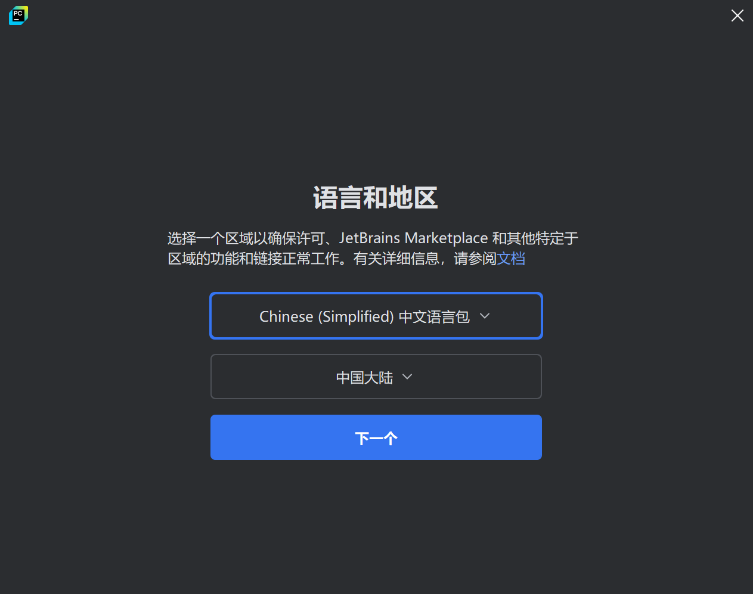 PC
语言和地区
选择一个区域以确保许可、JetBrains Marketplace 和其他特定于
区域的功能和链接正常工作。有关详细信息，请参阅文档
Chinese (Simplified) 中文语言包
中国大陆
下一个